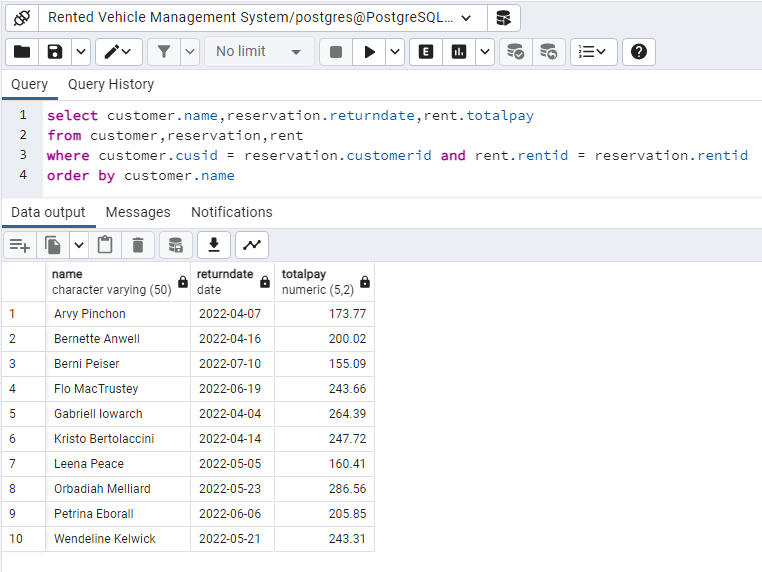 Rented Vehicle Management System/postgres@PostgreSQL...
No limit
E
Query Query History
1 select customer.name,reservation.returndate,rent.totalpay
2 from customer,reservation,rent
3 where customer.cusid = reservation.customerid and rent.rentid = reservation.rentid
4 order by customer.name
Data output Messages Notifications
name returndate totalpay
character varying (50) date numeric (5,2)
1 Arvy Pinchon 2022-04-07 173.77
2 Bernette Anwell 2022-04-16 200.02
3 Berni Peiser 2022-07-10 155.09
4 Flo MacTrustey 2022-06-19 243.66
5 Gabriell Iowarch 2022-04-04 264.39
6 Kristo Bertolaccini 2022-04-14 247.72
7 Leena Peace 2022-05-05 160.41
8 Orbadiah Melliard 2022-05-23 286.56
9 Petrina Eborall 2022-06-06 205.85
10 Wendeline Kelwick 2022-05-21 243.31